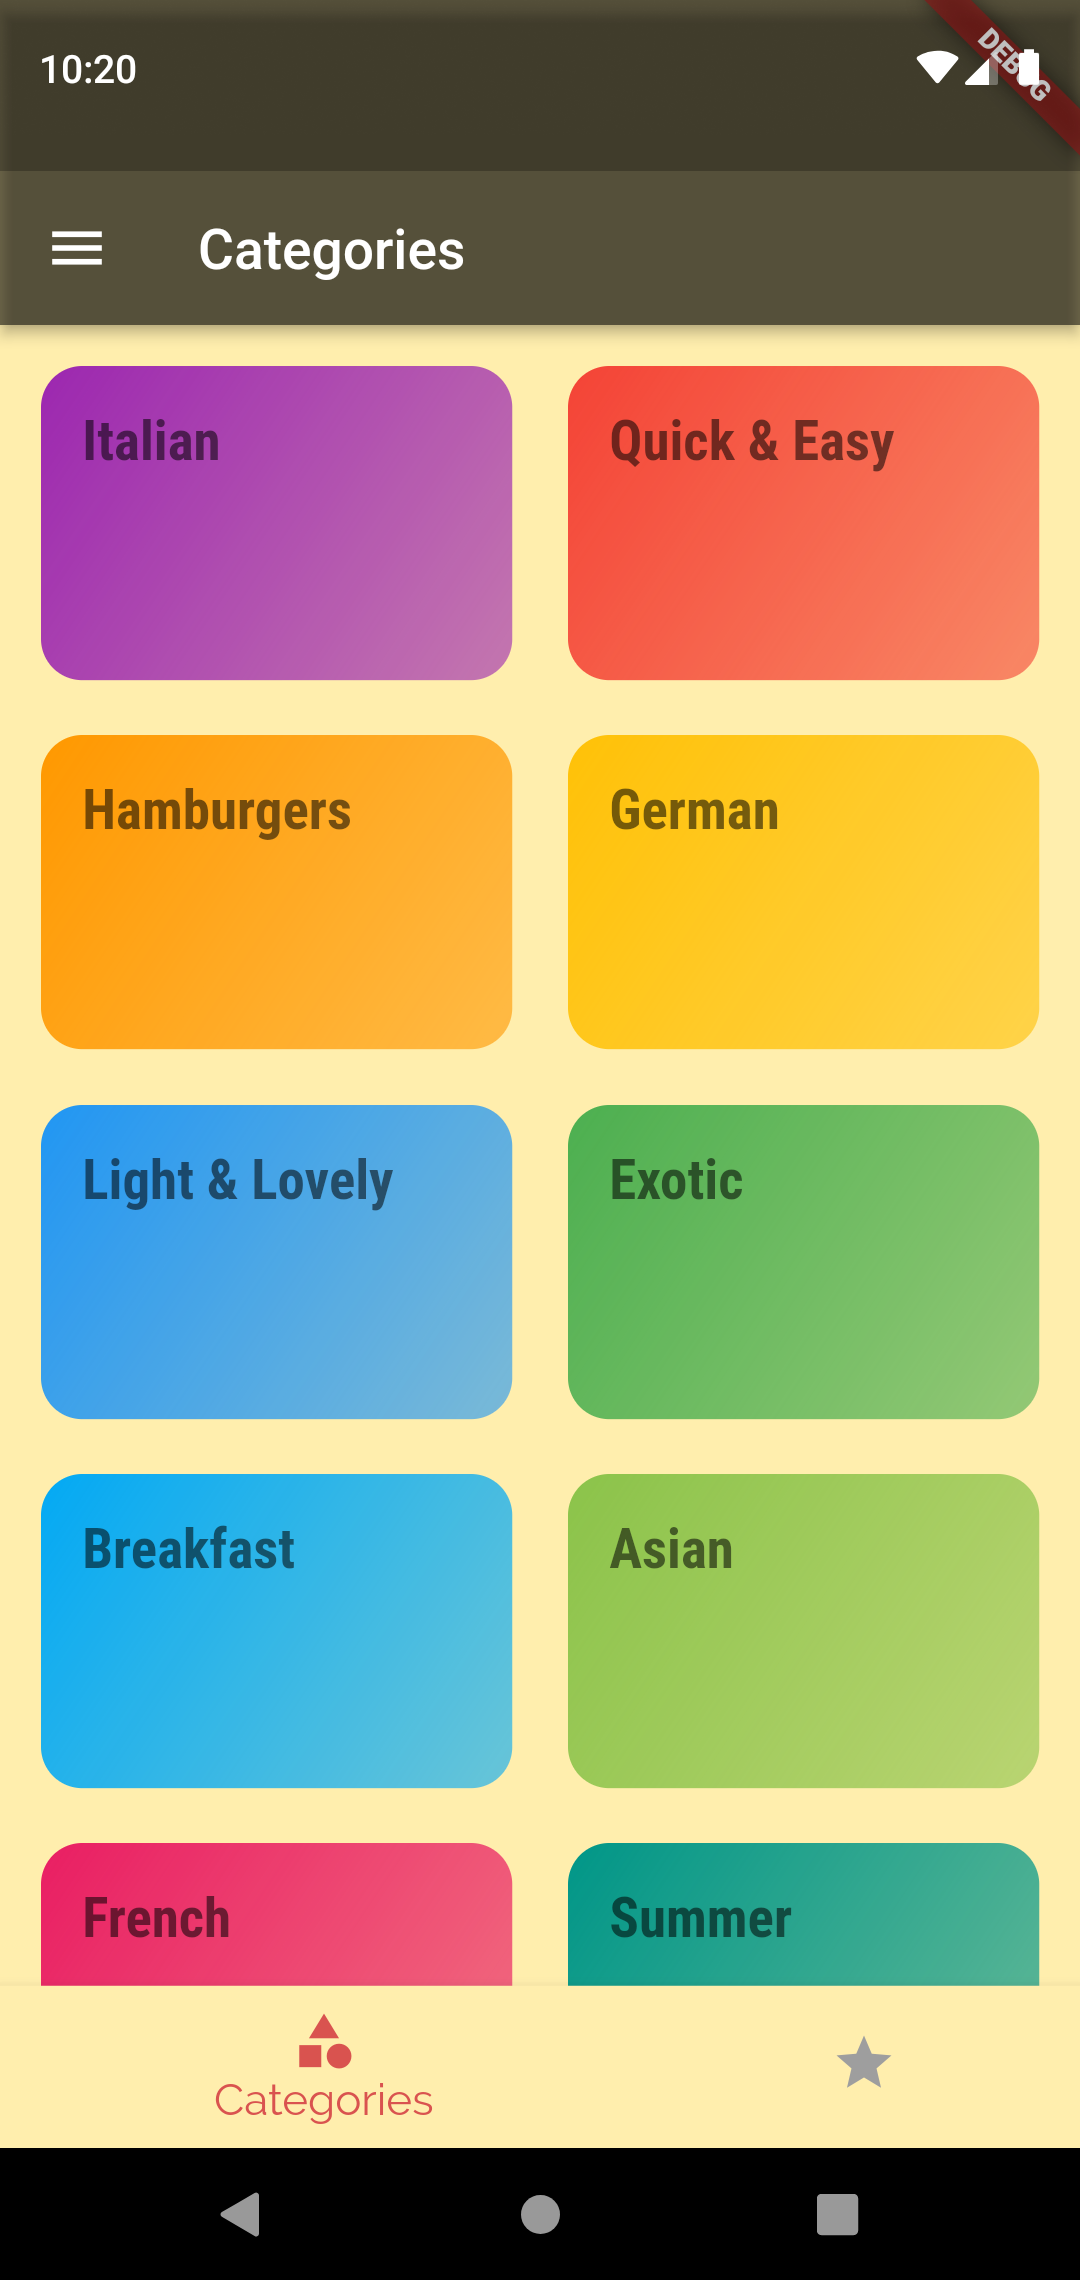 10:20
DEBUG
Categories
Italian
Quick & Easy
Hamburgers
German
Light & Lovely
Exotic
Breakfast
Asian
French
Summer
Categories